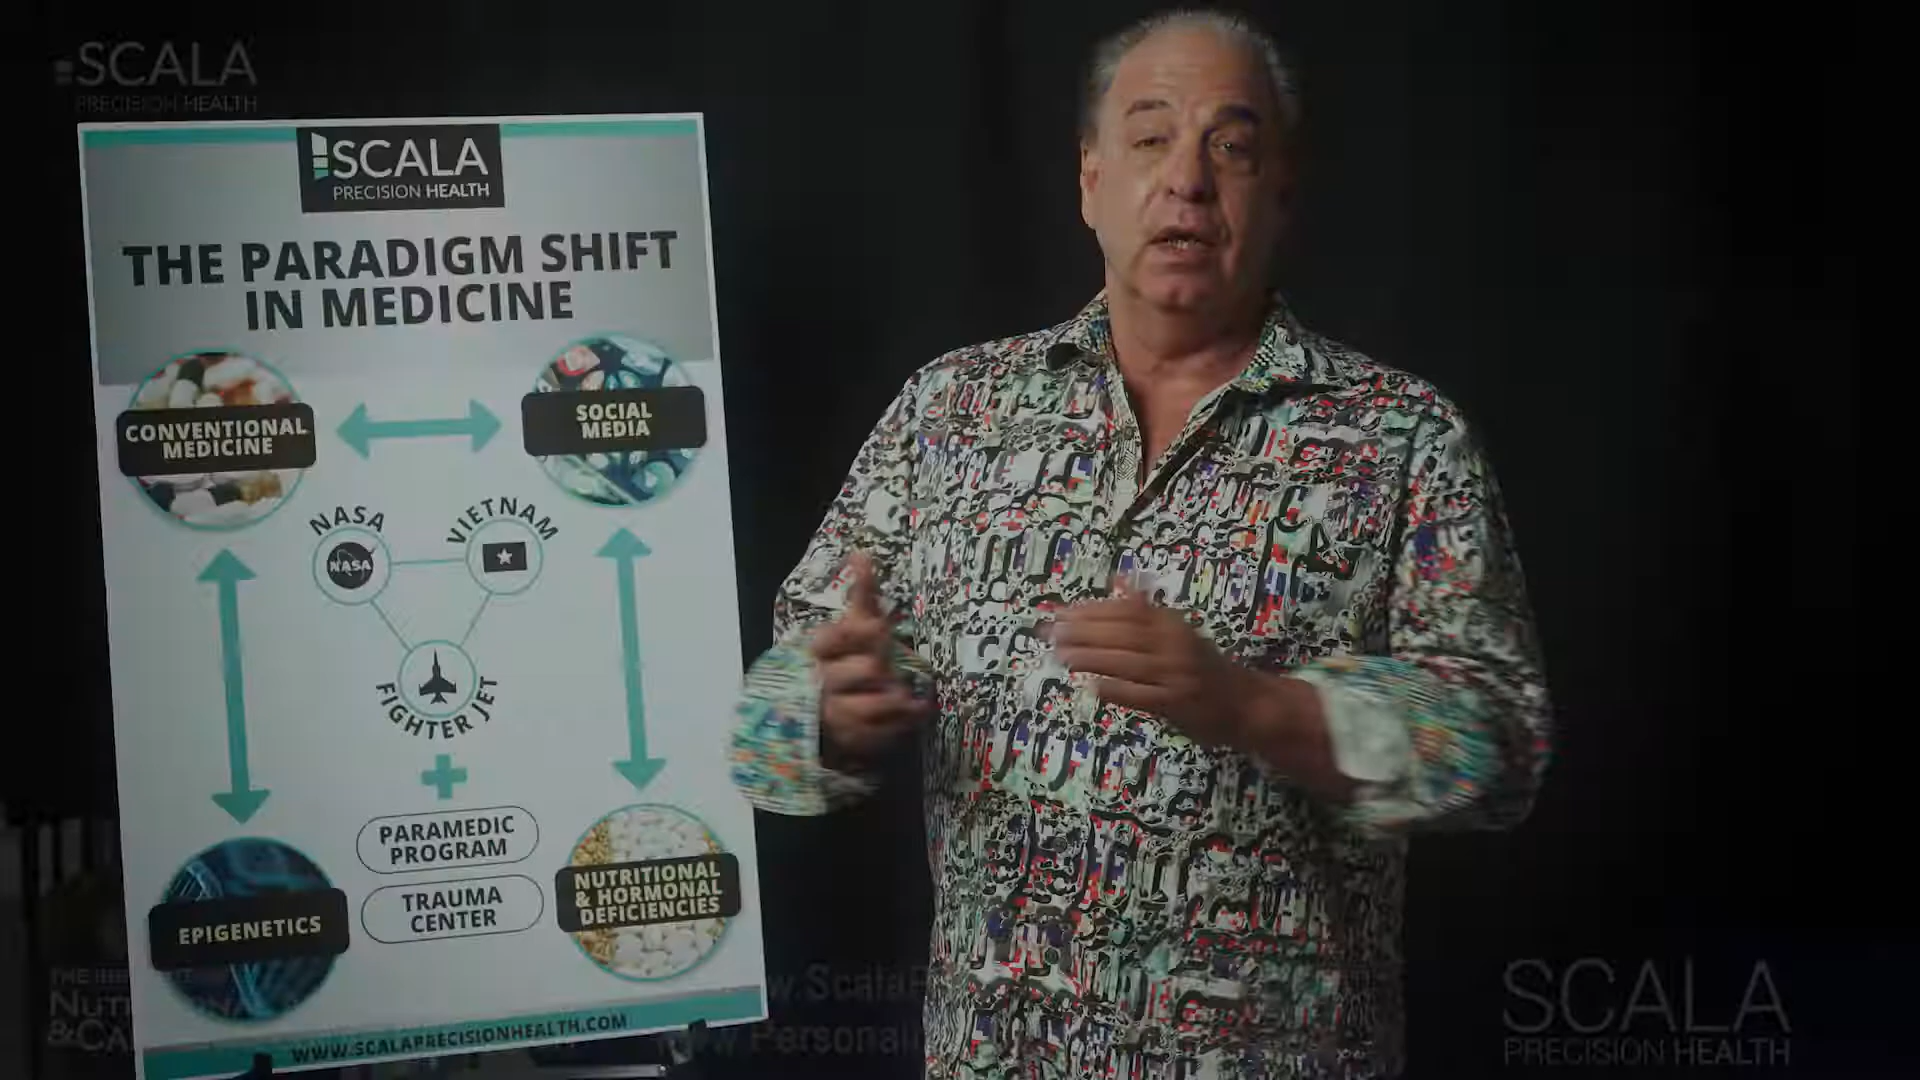 SCALA
PRECISION HEALTH
SCALA
PRECISION HEALTH
THE PARADIGM SHIFT
IN MEDICINE
CONVENTIONAL
MEDICINE
SOCIAL
MEDIA
NASA
VIETNAM
NASA
FIGHTER JET
PARAMEDIC
PROGRAM
TRAUMA
CENTER
EPIGENETICS
NUTRITIONAL
& HORMONAL
DEFICIENCIES
WWW.SCALAPRECISIONHEALTH.COM
SCALA
PRECISION HEALTH